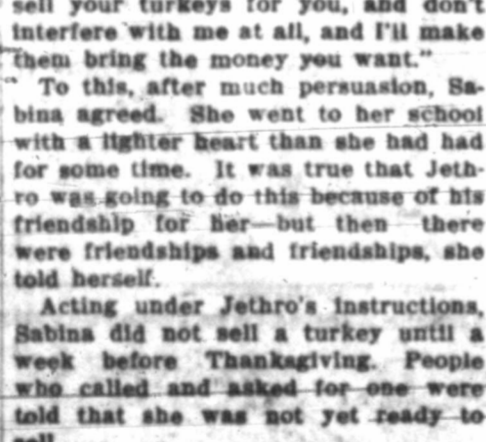 sell your turkeys for you, and don't
interfere with me at all, and I'll make
them bring the money you want."
To this, after much persuasion, Sa-
bina agreed. She went to her school
with a lighter heart than she had had
for some time. It was true that Jeth-
ro was going to do this because of his
friendship for her—but then there
were friendships and friendships, she
told herself.
Acting under Jethro's instructions,
Sabina did not sell a turkey until a
week before Thanksgiving. People
who called and asked for one were
told that she was not yet ready to
sell